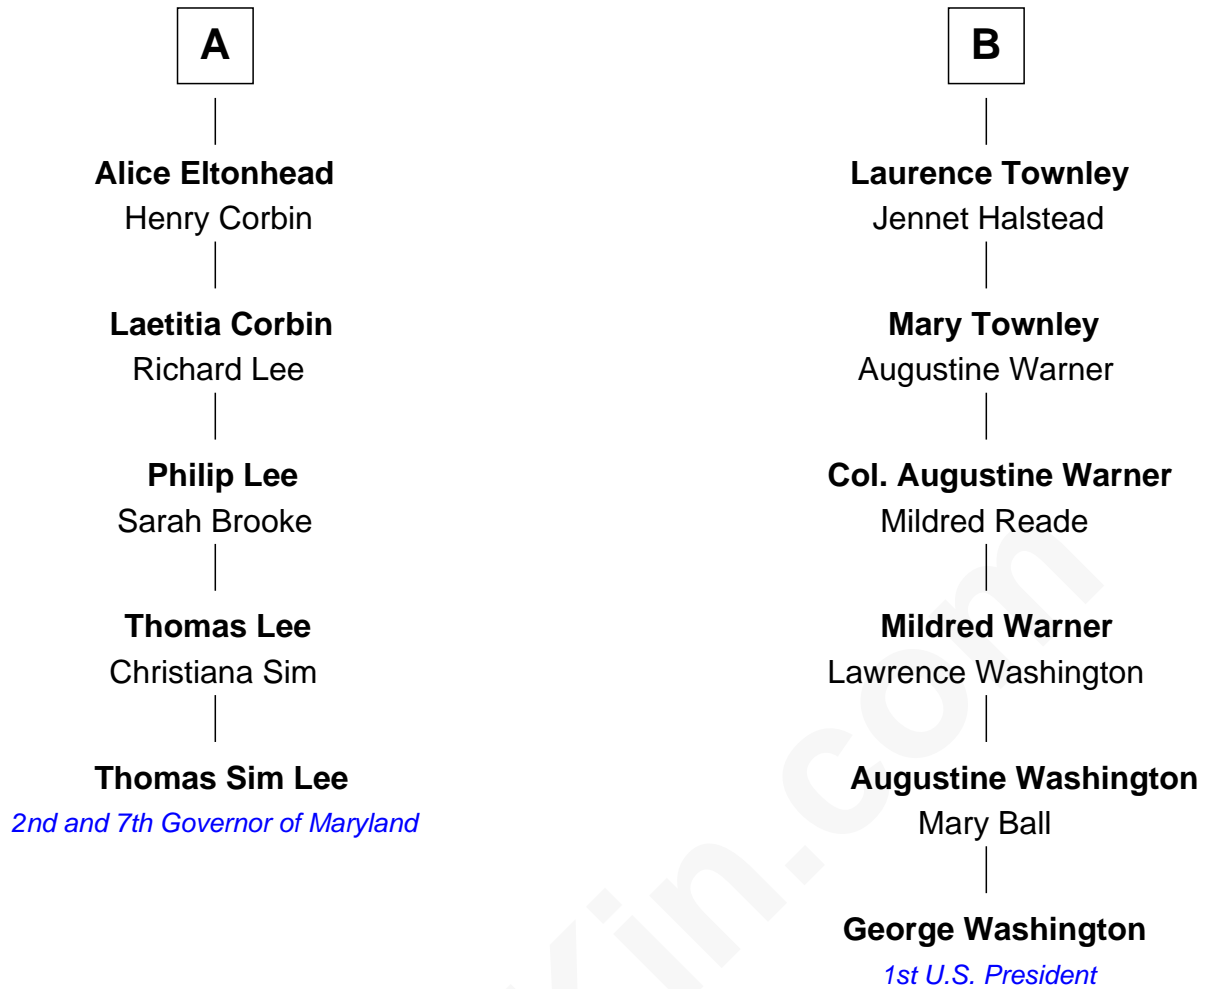 A
Alice Eltonhead
Henry Corbin
Laetitia Corbin
Richard Lee
Philip Lee
Sarah Brooke
Thomas Lee
Christiana Sim
Thomas Sim Lee
2nd and 7th Governor of Maryland
B
Laurence Townley
Jennet Halstead
Mary Townley
Augustine Warner
Col. Augustine Warner
Mildred Reade
Mildred Warner
Lawrence Washington
Augustine Washington
Mary Ball
George Washington
1st U.S. President
Kin.com